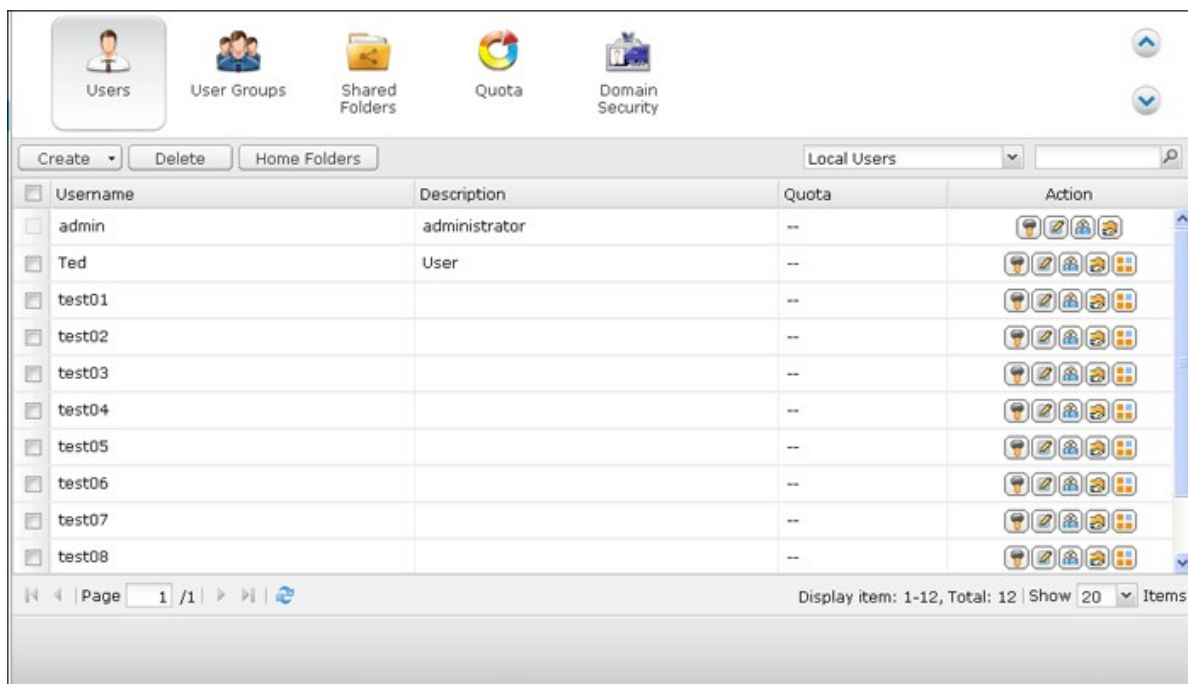 Users
User Groups
Shared
Folders
Quota
Domain
Security
Create
Delete
Home Folders
Local Users
Username Description Quota Action
admin administrator --
Ted User --
test01 --
test02 --
test03 --
test04 --
test05 --
test06 --
test07 --
test08 --
Page 1 /1
Display item: 1-12, Total: 12 | Show 20 Items